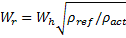 W_r = W_h√ρ_ref/ρ_act